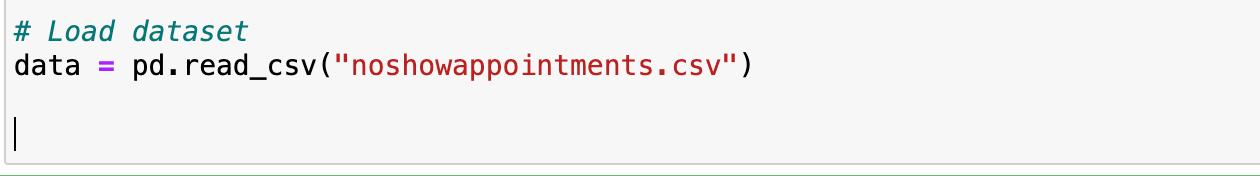 # Load dataset
data = pd.read_csv("noshowappointments.csv")